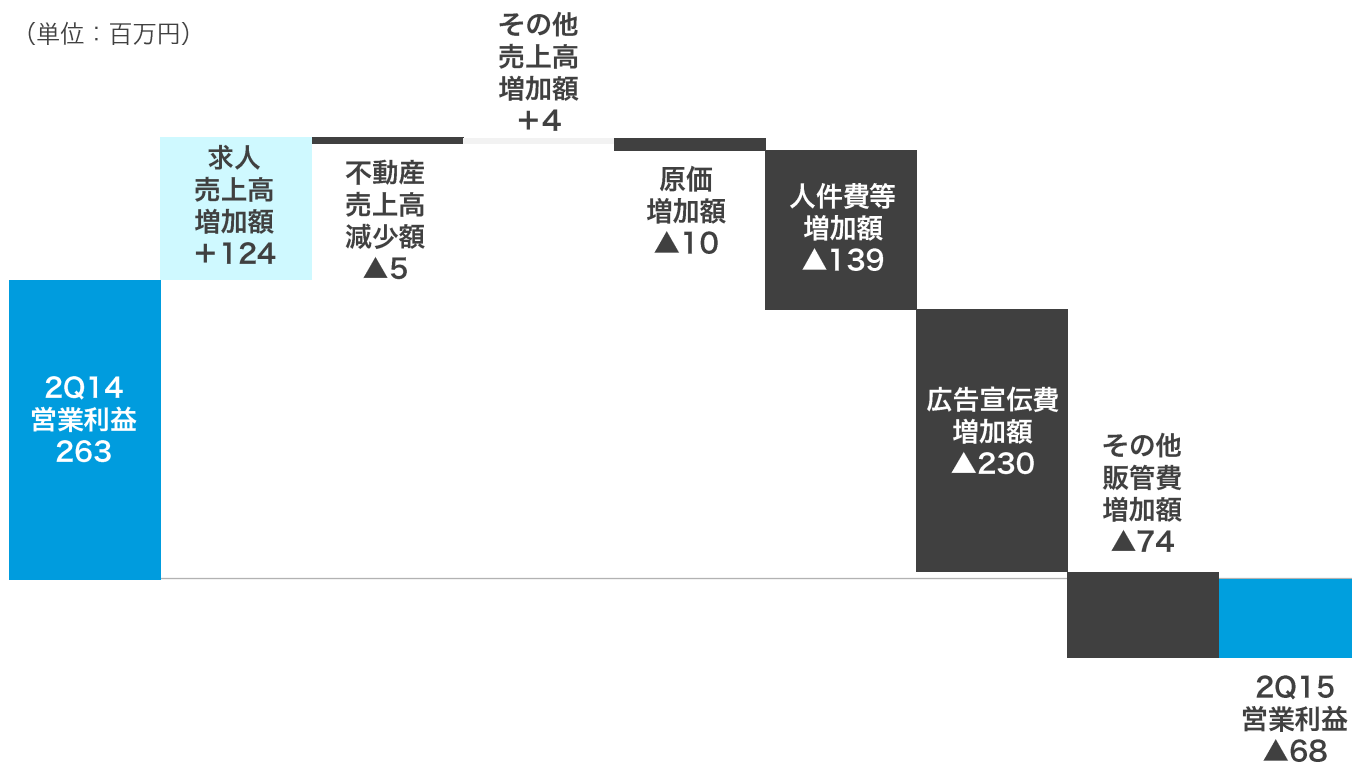 （単位：百万円）
その他
売上高
増加額
＋4
求人
売上高
増加額
＋124
不動産
売上高
減少額
▲5
原価
増加額
▲10
人件費等
増加額
▲139
2Q14
営業利益
263
広告宣伝費
増加額
▲230
その他
販管費
増加額
▲74
2Q15
営業利益
▲68